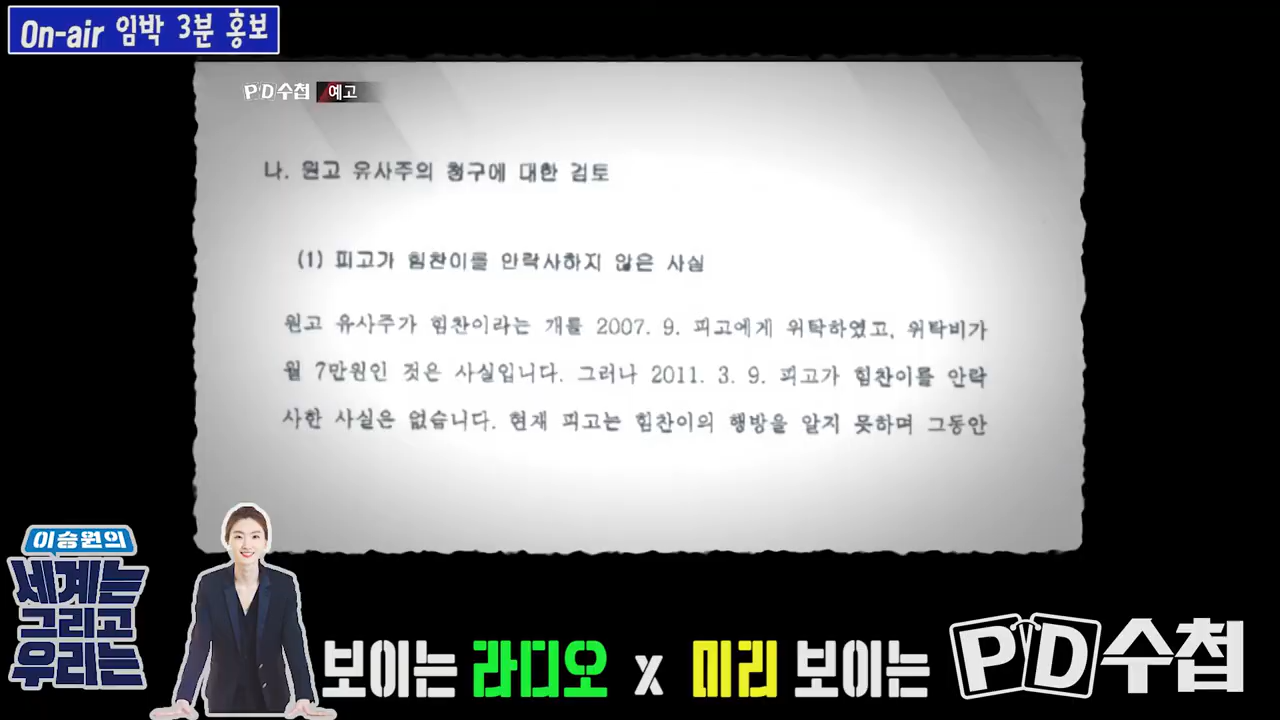 On-air 임박 3분 홍보
PD수첩 예고
나. 원고 유사주의 청구에 대한 검토
(1) 피고가 힘찬이를 안락사하지 않은 사실
원고 유사주가 힘찬이라는 개를 2007. 9. 피고에게 위탁하였고, 위탁비가
월 7만원인 것은 사실입니다. 그러나 2011. 3. 9. 피고가 힘찬이를 안락
사한 사실은 없습니다. 현재 피고는 힘찬이의 행방을 알지 못하며 그동안
이승원의
세계는
그리고
우리는
보이는 라디오 x 미리 보이는 PD수첩